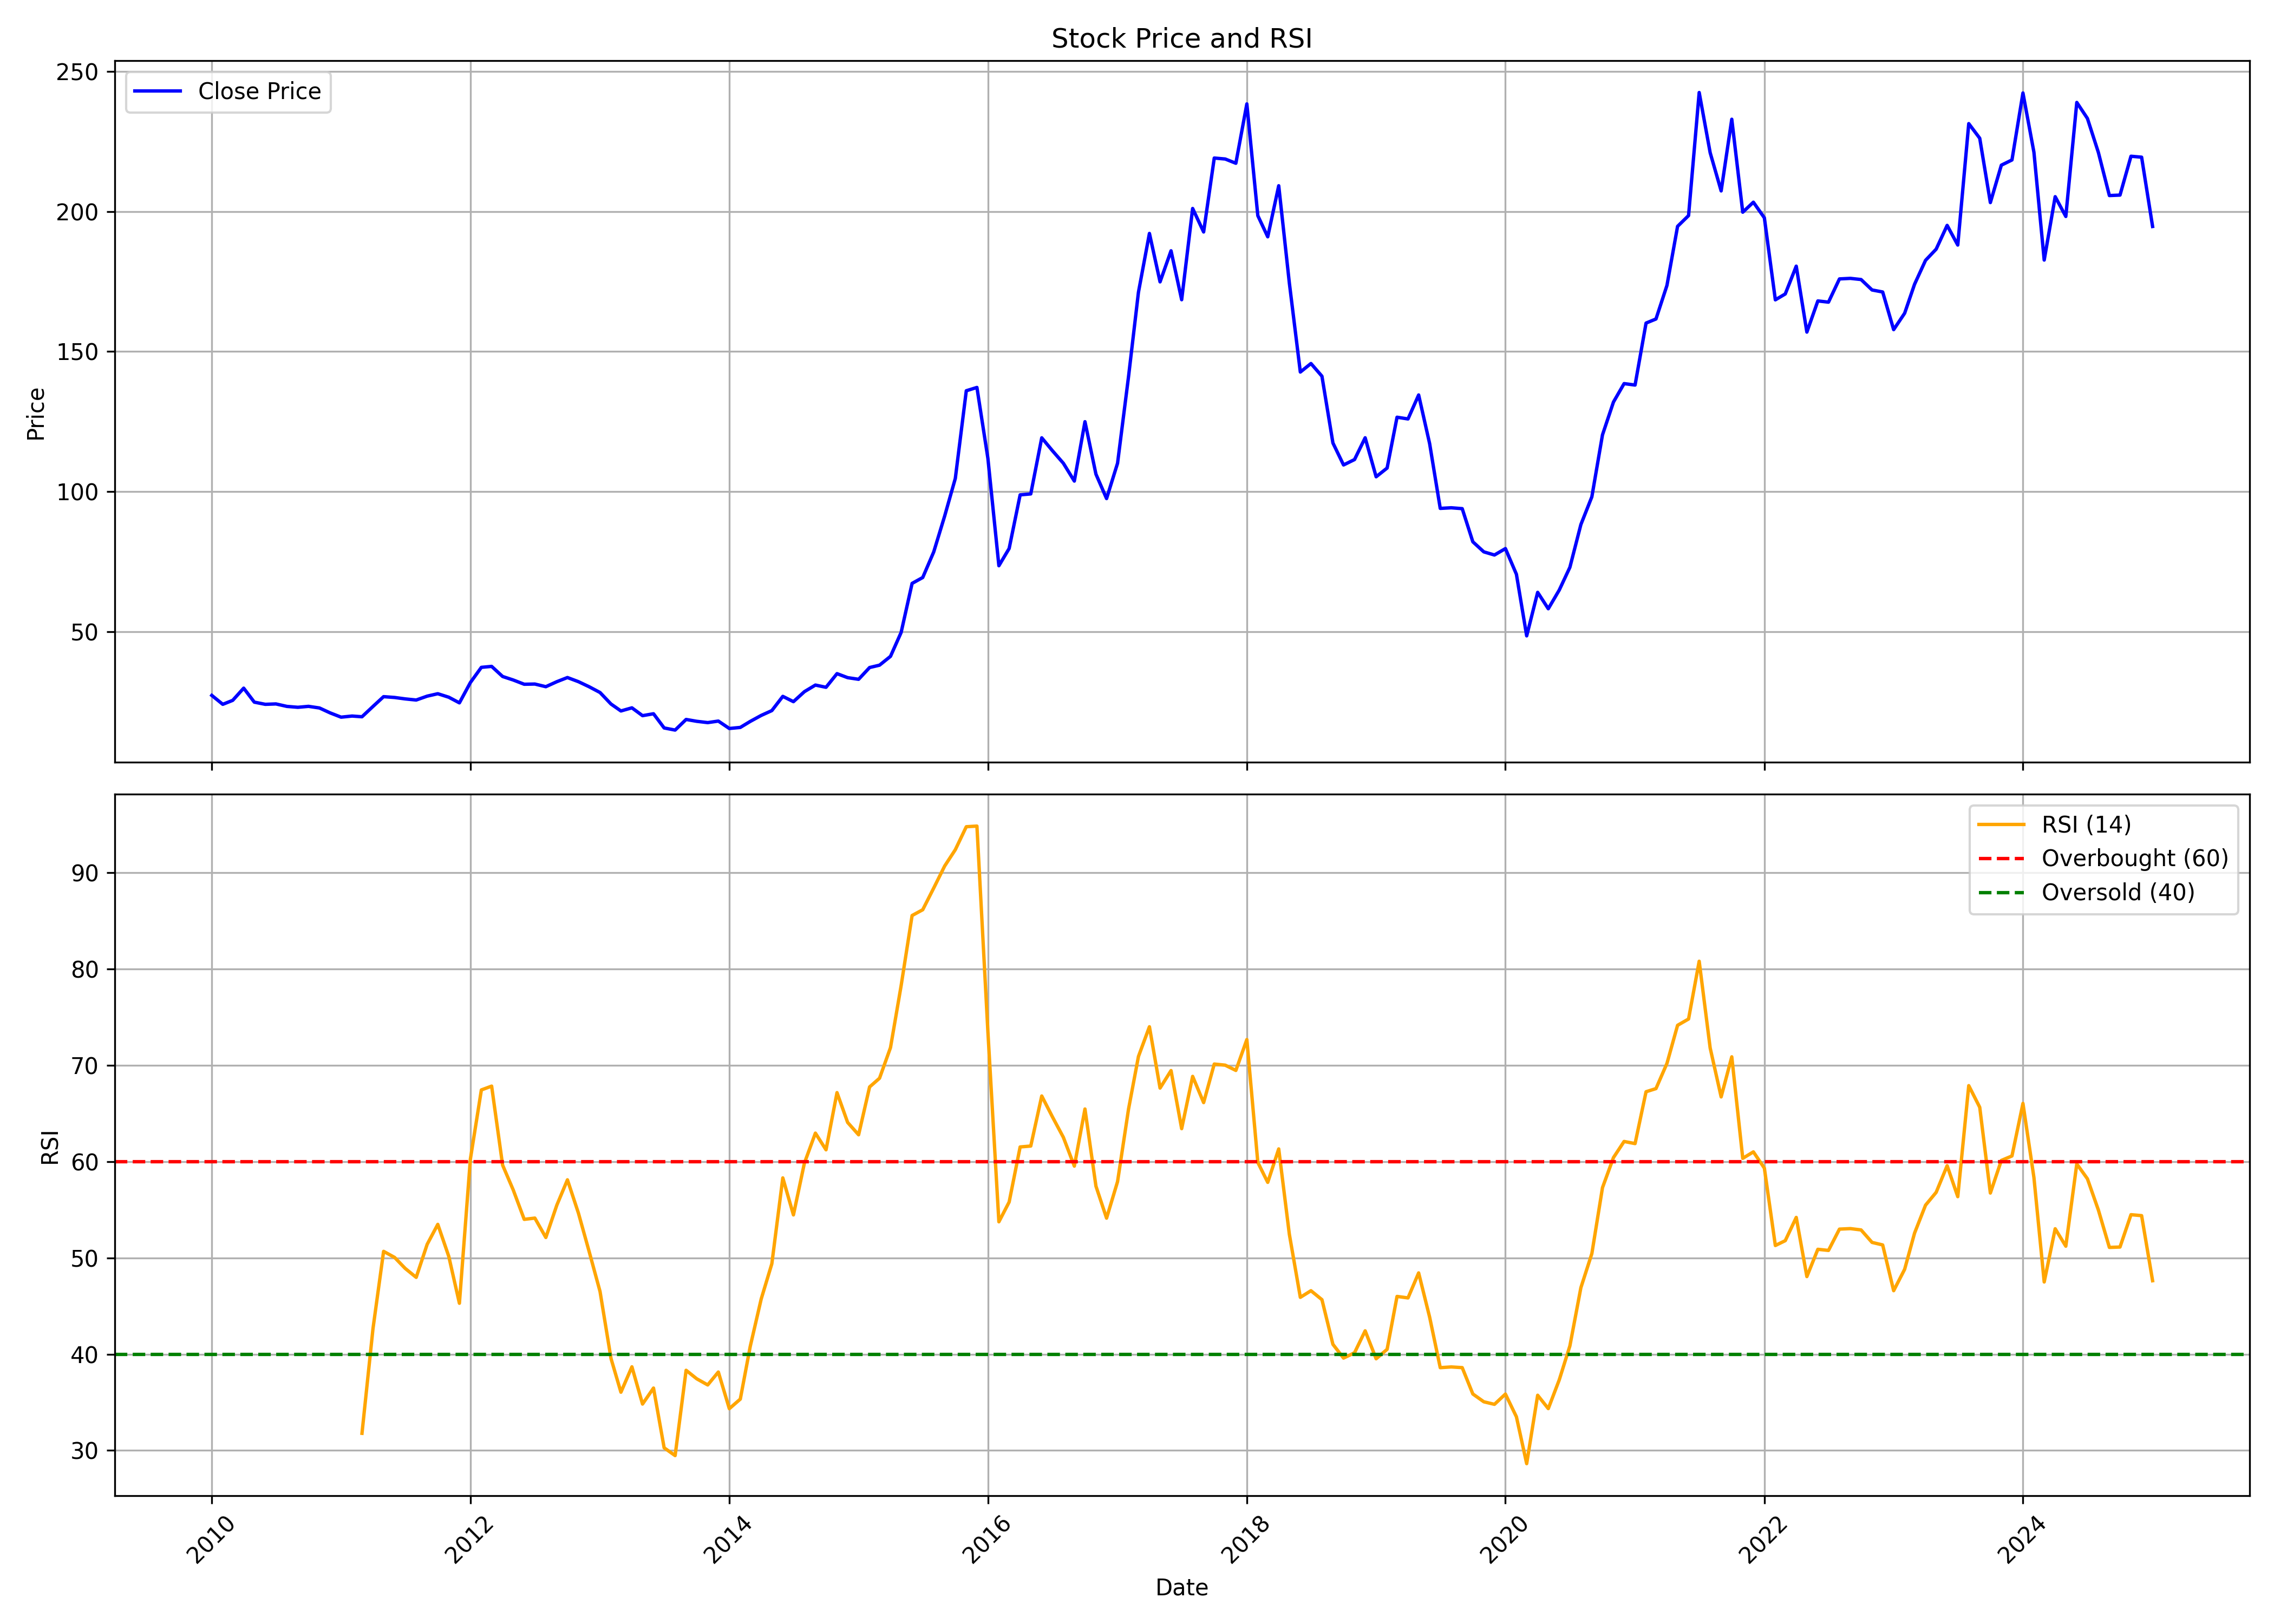 Stock Price and RSI
Close Price
250
200
150
100
50
Price
RSI (14)
Overbought (60)
Oversold (40)
90
80
70
60
50
40
30
RSI
2010
2012
2014
2016
2018
2020
2022
2024
Date